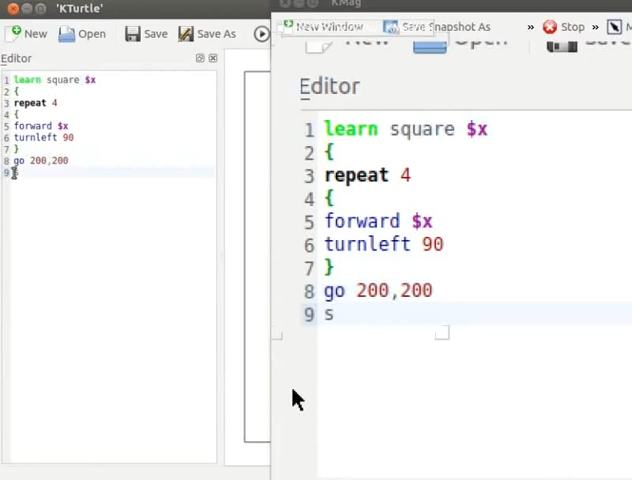 'KTurtle'
KMag
New Open Save Save As
New Window Save Snapshot As » Stop »
Editor
1 learn square $x
2 {
3 repeat 4
4 {
5 forward $x
6 turnleft 90
7 }
8 go 200,200
9
Editor
1 learn square $x
2 {
3 repeat 4
4 {
5 forward $x
6 turnleft 90
7 }
8 go 200,200
9 s